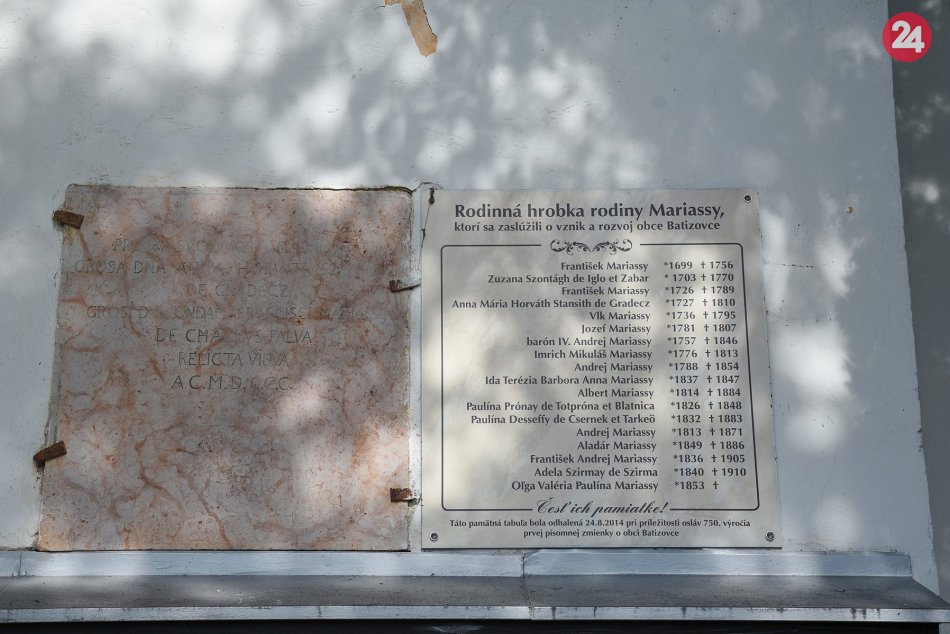 24
DE CHA
RELICTA VIDVA
A C.M.D.CCC.
Rodinná hrobka rodiny Mariassy,
ktorí sa zaslúžili o vznik a rozvoj obce Batizovce
František Mariassy *1699 † 1756
Zuzana Szontágh de Iglo et Zabar * 1703 † 1770
František Mariassy *1726 † 1789
Anna Mária Horváth Stansith de Gradecz *1727 † 1810
Vlk Mariassy *1736 † 1795
Jozef Mariassy *1781 † 1807
barón IV. Andrej Mariassy *1757 † 1846
Imrich Mikuláš Mariassy *1776 † 1813
Andrej Mariassy *1788 † 1854
Ida Terézia Barbora Anna Mariassy *1837 † 1847
Albert Mariassy *1814 † 1884
Paulína Prónay de Totpróna et Blatnica *1826 † 1848
Paulína Desseffy de Csernek et Tarkeö *1832 † 1883
Andrej Mariassy *1813 † 1871
Aladár Mariassy *1849 † 1886
František Andrej Mariassy *1836 † 1905
Adela Szirmay de Szirma *1840 † 1910
Oľga Valéria Paulína Mariassy *1853 †
Česť ich pamiatke!
Táto pamätná tabuľa bola odhalená 24.8.2014 pri príležitosti osláv 750. výročia
prvej písomnej zmienky o obci Batizovce